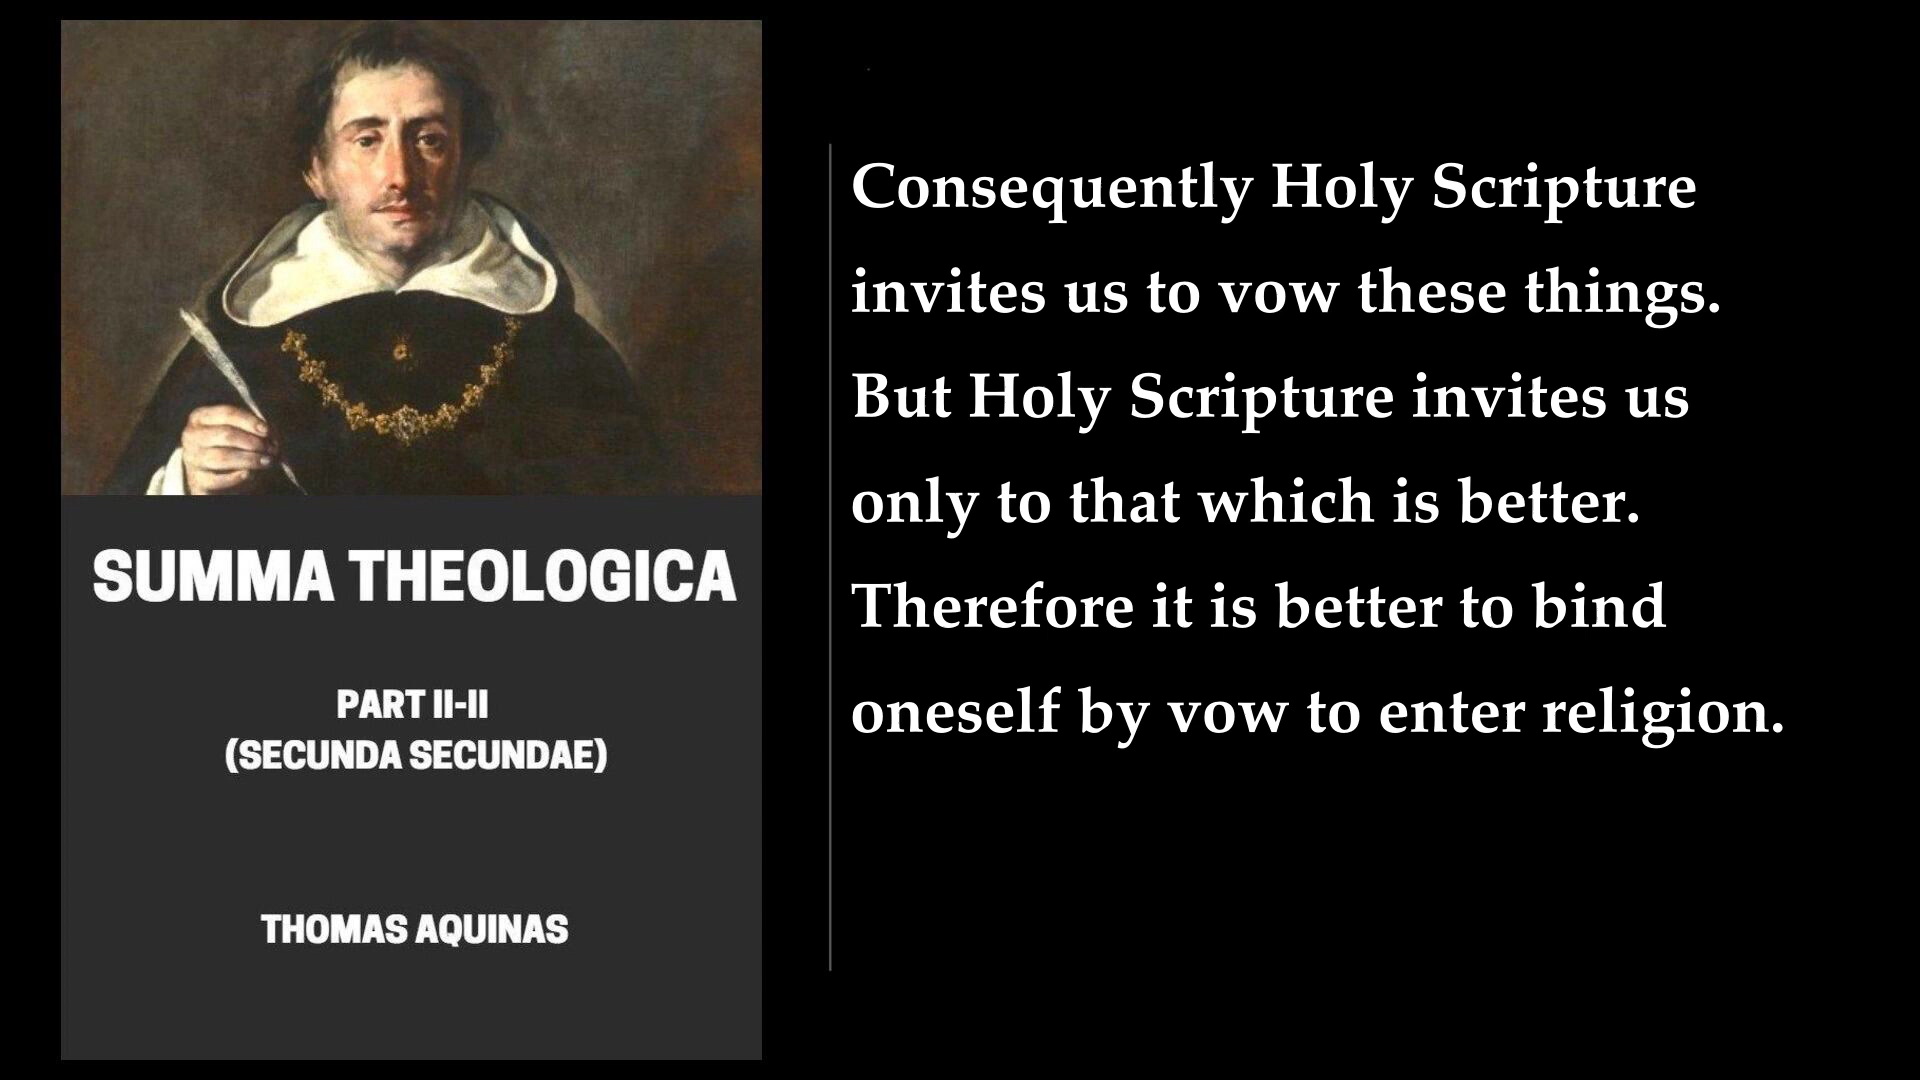 SUMMA THEOLOGICA
PART II-II
(SECUNDA SECUNDAE)
THOMAS AQUINAS
Consequently Holy Scripture
invites us to vow these things.
But Holy Scripture invites us
only to that which is better.
Therefore it is better to bind
oneself by vow to enter religion.